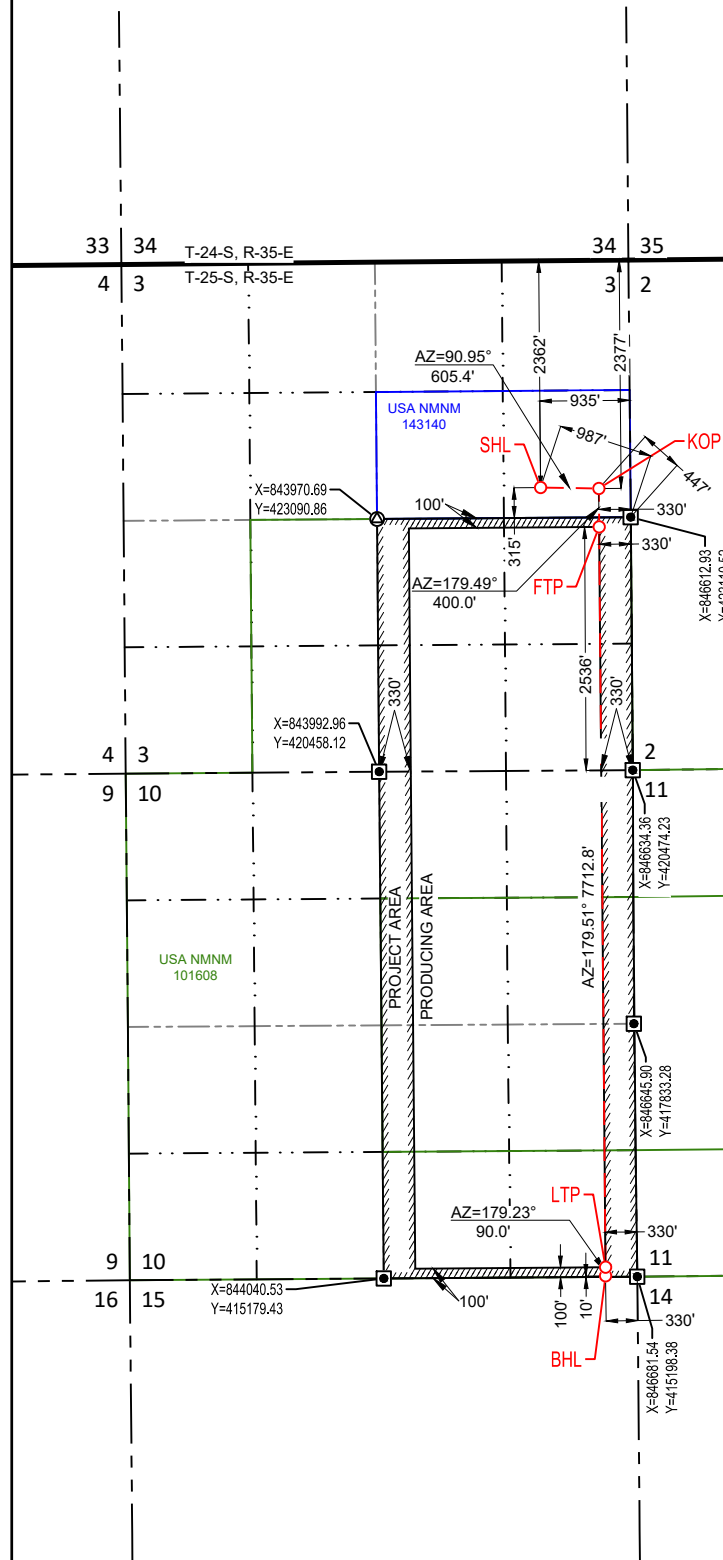 33 34
T-24-S, R-35-E
34 35
4 3
T-25-S, R-35-E
3 2
2362'
2377'
AZ=90.95°
605.4'
935'
USA NMNM
143140
987'
SHL
KOP
447'
X=843970.69
Y=423090.86
100'
330'
315'
330'
X=846612.93
AZ=179.49°
400.0'
FTP
2536'
330'
330'
X=843992.96
Y=420458.12
4 3
2
9 10
11
X=846634.36
Y=420474.23
PROJECT AREA
PRODUCING AREA
AZ=179.51° 7712.8'
USA NMNM
101608
X=846645.90
Y=417833.28
LTP
AZ=179.23°
90.0'
330'
9 10
11
16 15
14
X=844040.53
Y=415179.43
100'
100'
10'
330'
BHL
X=846681.54
Y=415198.38